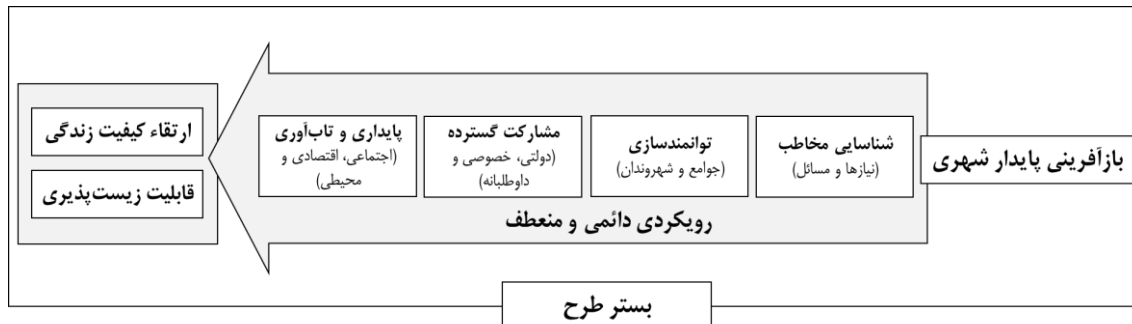 بازآفرینی پایدار شهری
شناسایی مخاطب
(نیازها و مسائل)
توانمندسازی
(جوامع و شهروندان)
مشارکت گسترده
(دولتی، خصوصی و
داوطلبانه)
پایداری و تاب‌آوری
(اجتماعی، اقتصادی و
محیطی)
رویکردی دائمی و منعطف
ارتقاء کیفیت زندگی
قابلیت زیست‌پذیری
بستر طرح